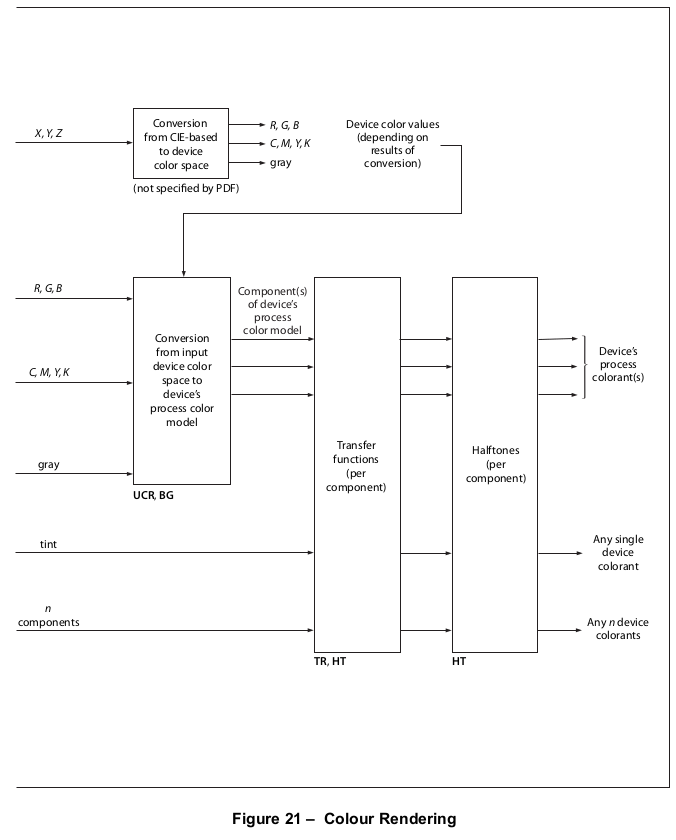 X, Y, Z
Conversion
from CIE-based
to device
color space
(not specified by PDF)
R, G, B
C, M, Y, K
gray
Device color values
(depending on
results of
conversion)
R, G, B
C, M, Y, K
gray
Conversion
from input
device color
space to
device's
process color
model
UCR, BG
Component(s)
of device's
process
color model
Transfer
functions
(per
component)
Halftones
(per
component)
Device's
process
colorant(s)
tint
Any single
device
colorant
n
components
Any n device
colorants
TR, HT
HT
Figure 21 – Colour Rendering